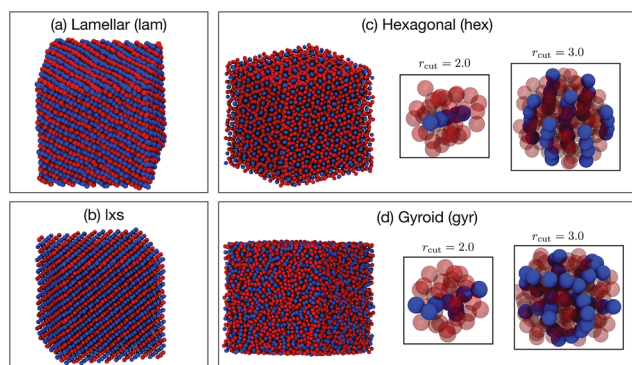 (a) Lamellar (lam)
(c) Hexagonal (hex)
r_cut = 2.0
r_cut = 3.0
(b) lxs
(d) Gyroid (gyr)
r_cut = 2.0
r_cut = 3.0